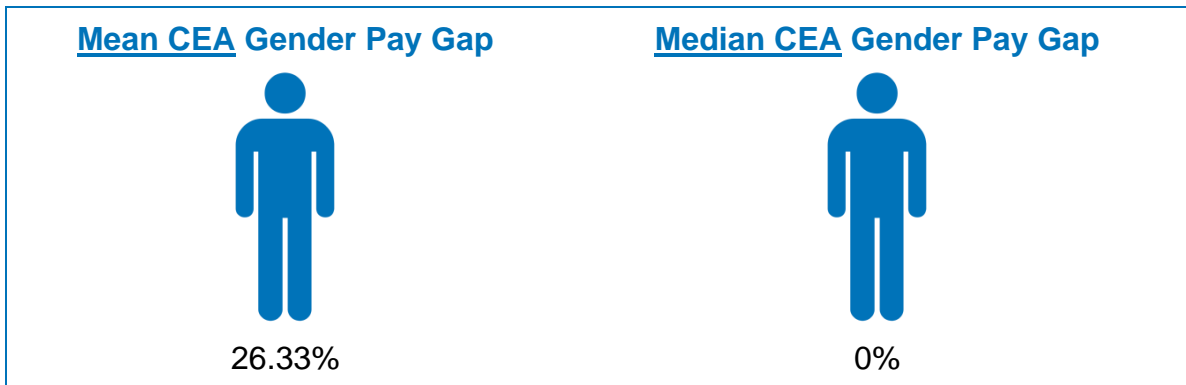 Mean CEA Gender Pay Gap
Median CEA Gender Pay Gap
26.33%
0%